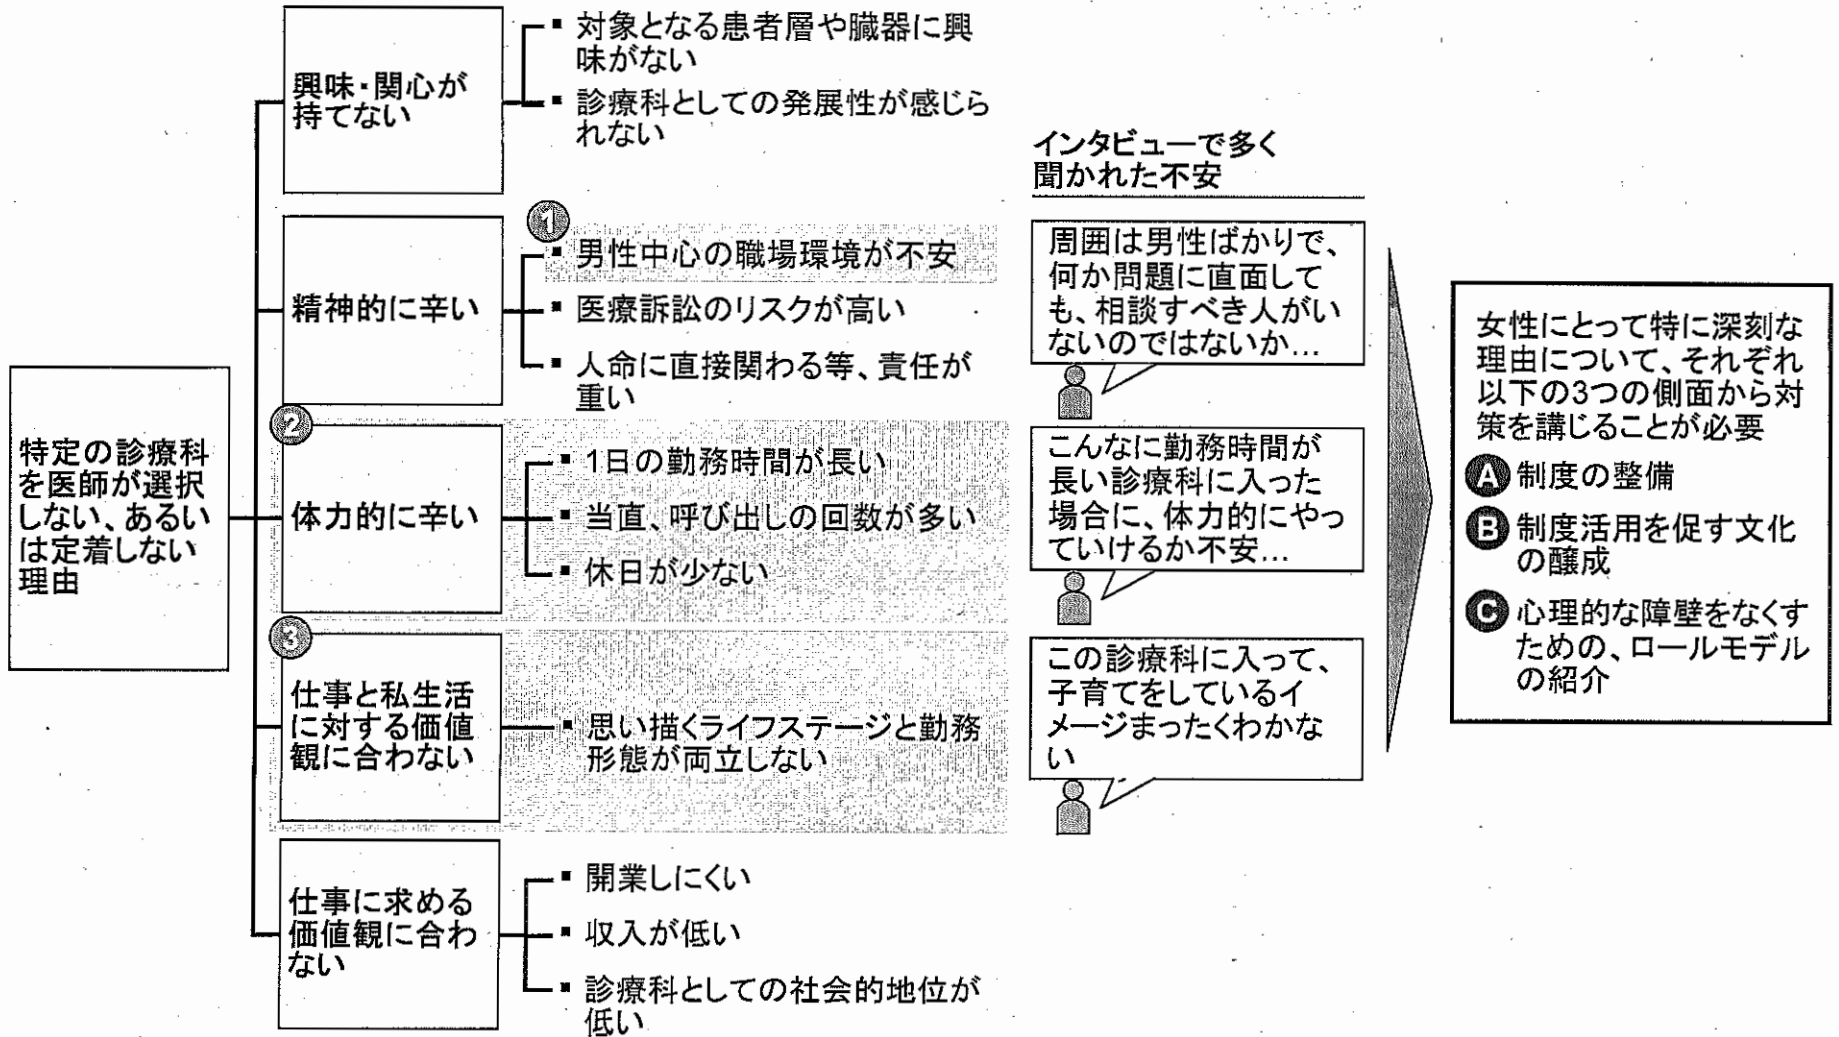 特定の診療科
を医師が選択
しない、あるい
は定着しない
理由
興味・関心が
持てない
▪ 対象となる患者層や臓器に興
味がない
▪ 診療科としての発展性が感じら
れない
精神的に辛い
1
▪ 男性中心の職場環境が不安
▪ 医療訴訟のリスクが高い
▪ 人命に直接関わる等、責任が
重い
2
体力的に辛い
▪ 1日の勤務時間が長い
▪ 当直、呼び出しの回数が多い
▪ 休日が少ない
3
仕事と私生活
に対する価値
観に合わない
▪ 思い描くライフステージと勤務
形態が両立しない
仕事に求める
価値観に合わ
ない
▪ 開業しにくい
▪ 収入が低い
▪ 診療科としての社会的地位が
低い
インタビューで多く
聞かれた不安
周囲は男性ばかりで、
何か問題に直面して
も、相談すべき人がい
ないのではないか…
こんなに勤務時間が
長い診療科に入った
場合に、体力的にやっ
ていけるか不安…
この診療科に入って、
子育てをしているイ
メージまったくわかな
い
女性にとって特に深刻な
理由について、それぞれ
以下の3つの側面から対
策を講じることが必要
A 制度の整備
B 制度活用を促す文化
の醸成
C 心理的な障壁をなくす
ための、ロールモデル
の紹介